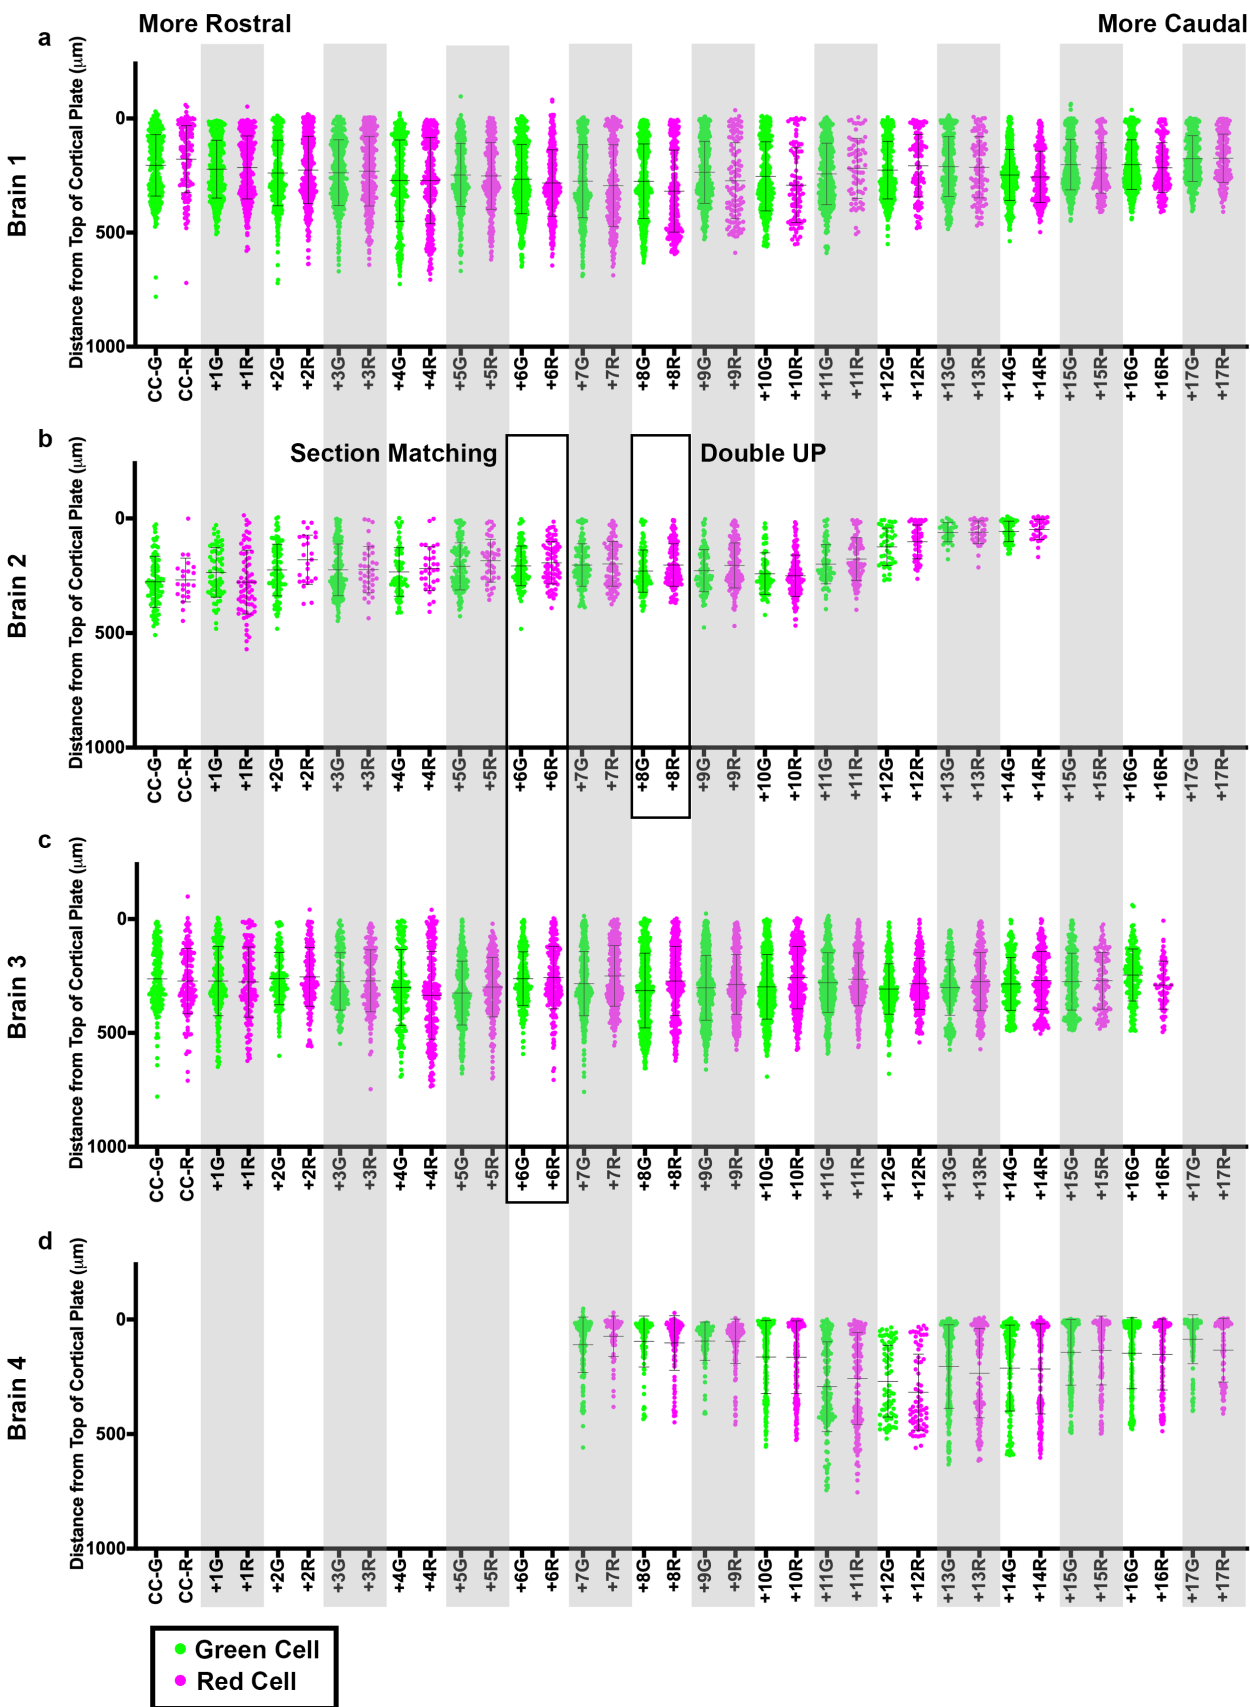 More Rostral More Caudal
a
Brain 1
Distance from Top of Cortical Plate (μm)
0
500
1000
CC-G CC-R +1G +1R +2G +2R +3G +3R +4G +4R +5G +5R +6G +6R +7G +7R +8G +8R +9G +9R +10G +10R +11G +11R +12G +12R +13G +13R +14G +14R +15G +15R +16G +16R +17G +17R
b
Section Matching Double UP
Brain 2
Distance from Top of Cortical Plate (μm)
0
500
1000
CC-G CC-R +1G +1R +2G +2R +3G +3R +4G +4R +5G +5R +6G +6R +7G +7R +8G +8R +9G +9R +10G +10R +11G +11R +12G +12R +13G +13R +14G +14R +15G +15R +16G +16R +17G +17R
c
Brain 3
Distance from Top of Cortical Plate (μm)
0
500
1000
CC-G CC-R +1G +1R +2G +2R +3G +3R +4G +4R +5G +5R +6G +6R +7G +7R +8G +8R +9G +9R +10G +10R +11G +11R +12G +12R +13G +13R +14G +14R +15G +15R +16G +16R +17G +17R
d
Brain 4
Distance from Top of Cortical Plate (μm)
0
500
1000
CC-G CC-R +1G +1R +2G +2R +3G +3R +4G +4R +5G +5R +6G +6R +7G +7R +8G +8R +9G +9R +10G +10R +11G +11R +12G +12R +13G +13R +14G +14R +15G +15R +16G +16R +17G +17R
Green Cell
Red Cell